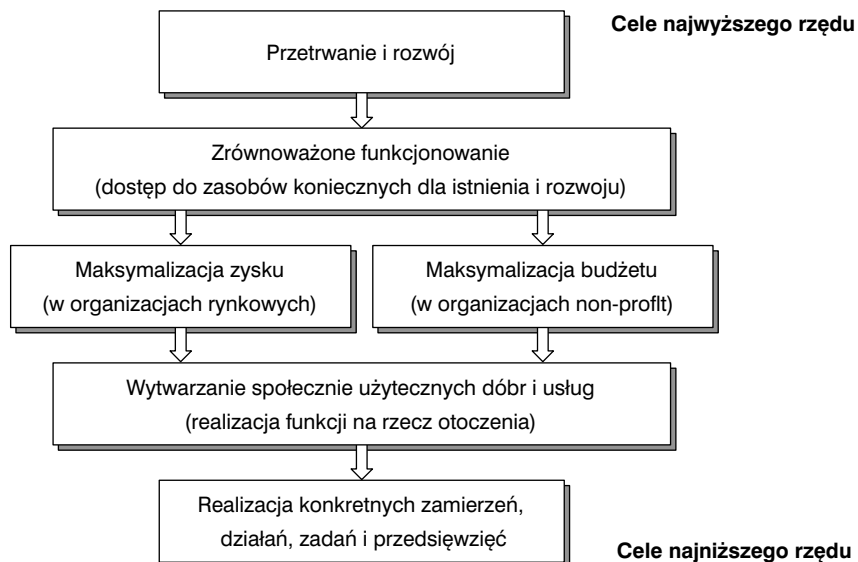 Cele najwyższego rzędu
Przetrwanie i rozwój
Zrównoważone funkcjonowanie
(dostęp do zasobów koniecznych dla istnienia i rozwoju)
Maksymalizacja zysku
(w organizacjach rynkowych)
Maksymalizacja budżetu
(w organizacjach non-proflt)
Wytwarzanie społecznie użytecznych dóbr i usług
(realizacja funkcji na rzecz otoczenia)
Realizacja konkretnych zamierzeń,
działań, zadań i przedsięwzięć
Cele najniższego rzędu